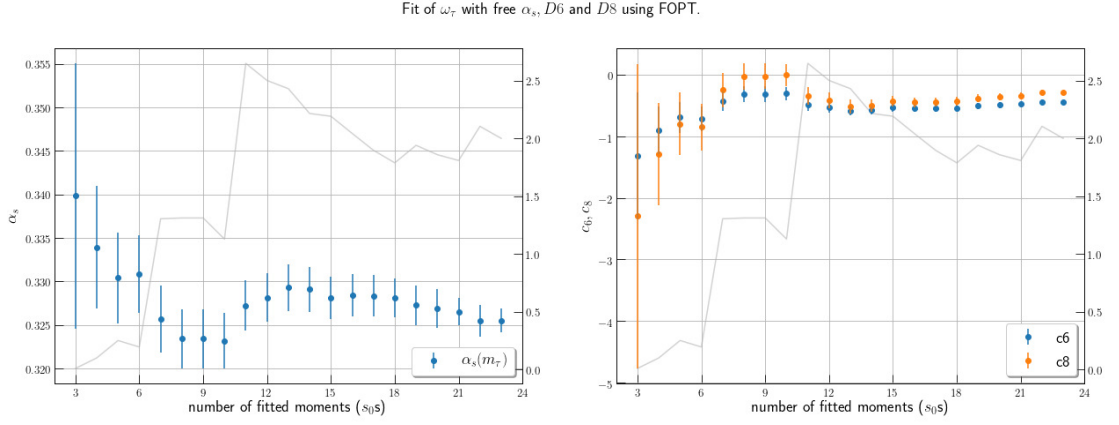 Fit of ω_τ with free α_s, D6 and D8 using FOPT.
α_s
0.355
0.350
0.345
0.340
0.335
0.330
0.325
0.320
2.5
2.0
1.5
1.0
0.5
0.0
α_s(m_τ)
3 6 9 12 15 18 21 24
number of fitted moments (s_0s)
c_6, c_8
0
−1
−2
−3
−4
−5
2.5
2.0
1.5
1.0
0.5
0.0
c6
c8
3 6 9 12 15 18 21 24
number of fitted moments (s_0s)